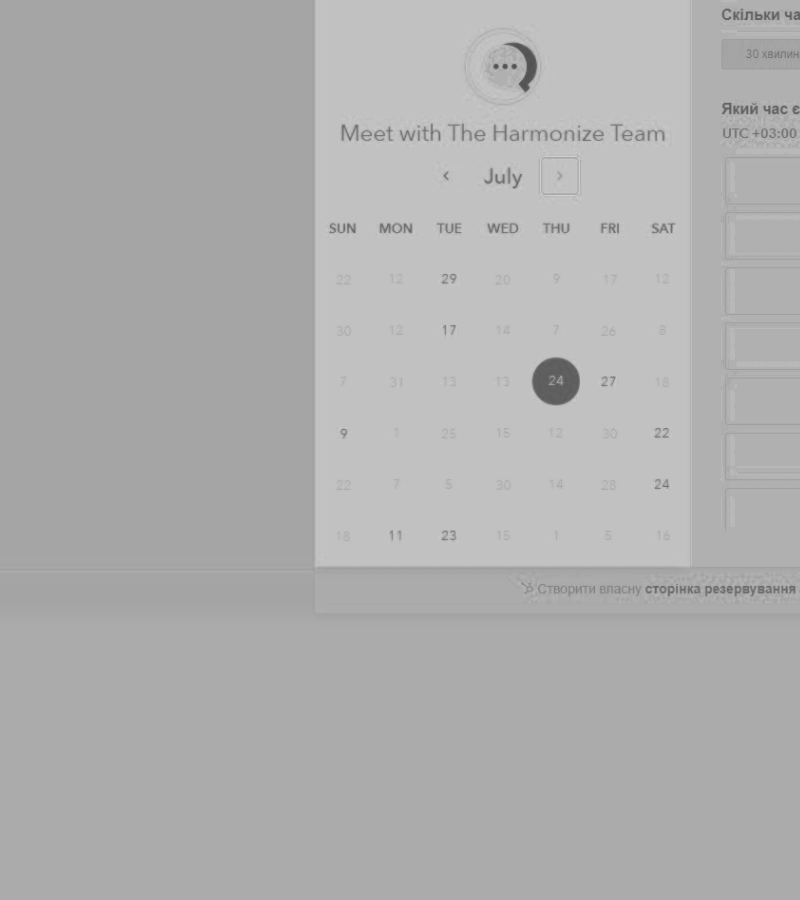 Meet with The Harmonize Team
July
SUN MON TUE WED THU FRI SAT
22 12 29 20 9 17 12
30 12 17 14 7 26 8
7 31 13 13 24 27 18
9 1 25 15 12 30 22
22 7 5 30 14 28 24
18 11 23 15 1 5 16
Скільки ча
30 хвилин
Який час є
UTC +03:00
Створити власну сторінка резервування